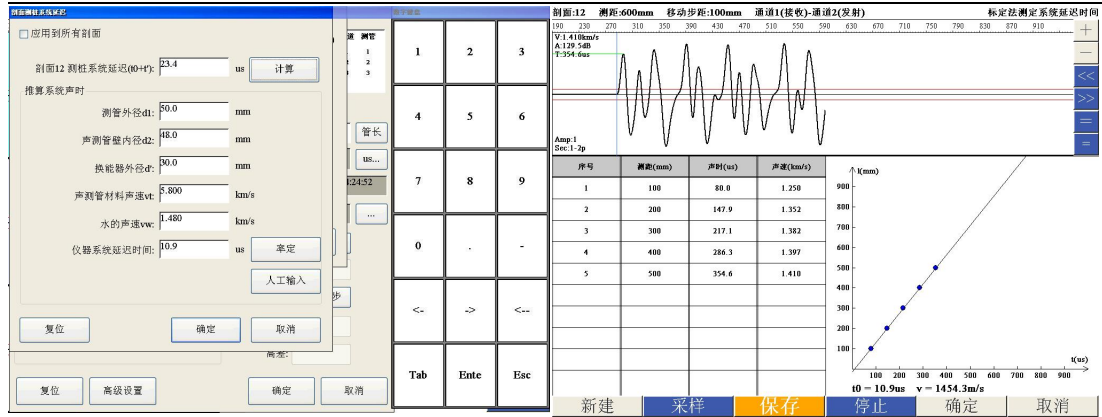 剖面测桩系统延迟
应用到所有剖面
剖面12 测桩系统延迟(t0+t'): 23.4 us 计算
推算系统声时
测管外径d1: 50.0 mm
声测管壁内径d2: 48.0 mm
换能器外径d': 30.0 mm
声测管材料声速vt: 5.800 km/s
水的声速vw: 1.480 km/s
仪器系统延迟时间: 10.9 us 率定
人工输入
复位 确定 取消
道 测管
1
2
3
管长
us...
:24:52
...
步
高差:
复位 高级设置 确定 取消
1 2 3
4 5 6
7 8 9
0 . -
<- -> <--
Tab Ente Esc
剖面:12 测距:600mm 移动步距:100mm 通道1(接收)-通道2(发射) 标定法测定系统延迟时间
190 230 270 310 350 390 430 470 510 550 590 630 670 710 750 790 830 870 910
V:1.410km/s
A:129.5dB
T:354.6us
Amp:1
Sec:1-2p
+
—
<<
>>
=
=
序号 测距(mm) 声时(us) 声速(km/s)
1 100 80.0 1.250
2 200 147.9 1.352
3 300 217.1 1.382
4 400 286.3 1.397
5 500 354.6 1.410
l(mm)
900
800
700
600
500
400
300
200
100
t(us)
100 200 300 400 500 600 700 800 900
t0 = 10.9us v = 1454.3m/s
新建 采样 保存 停止 确定 取消